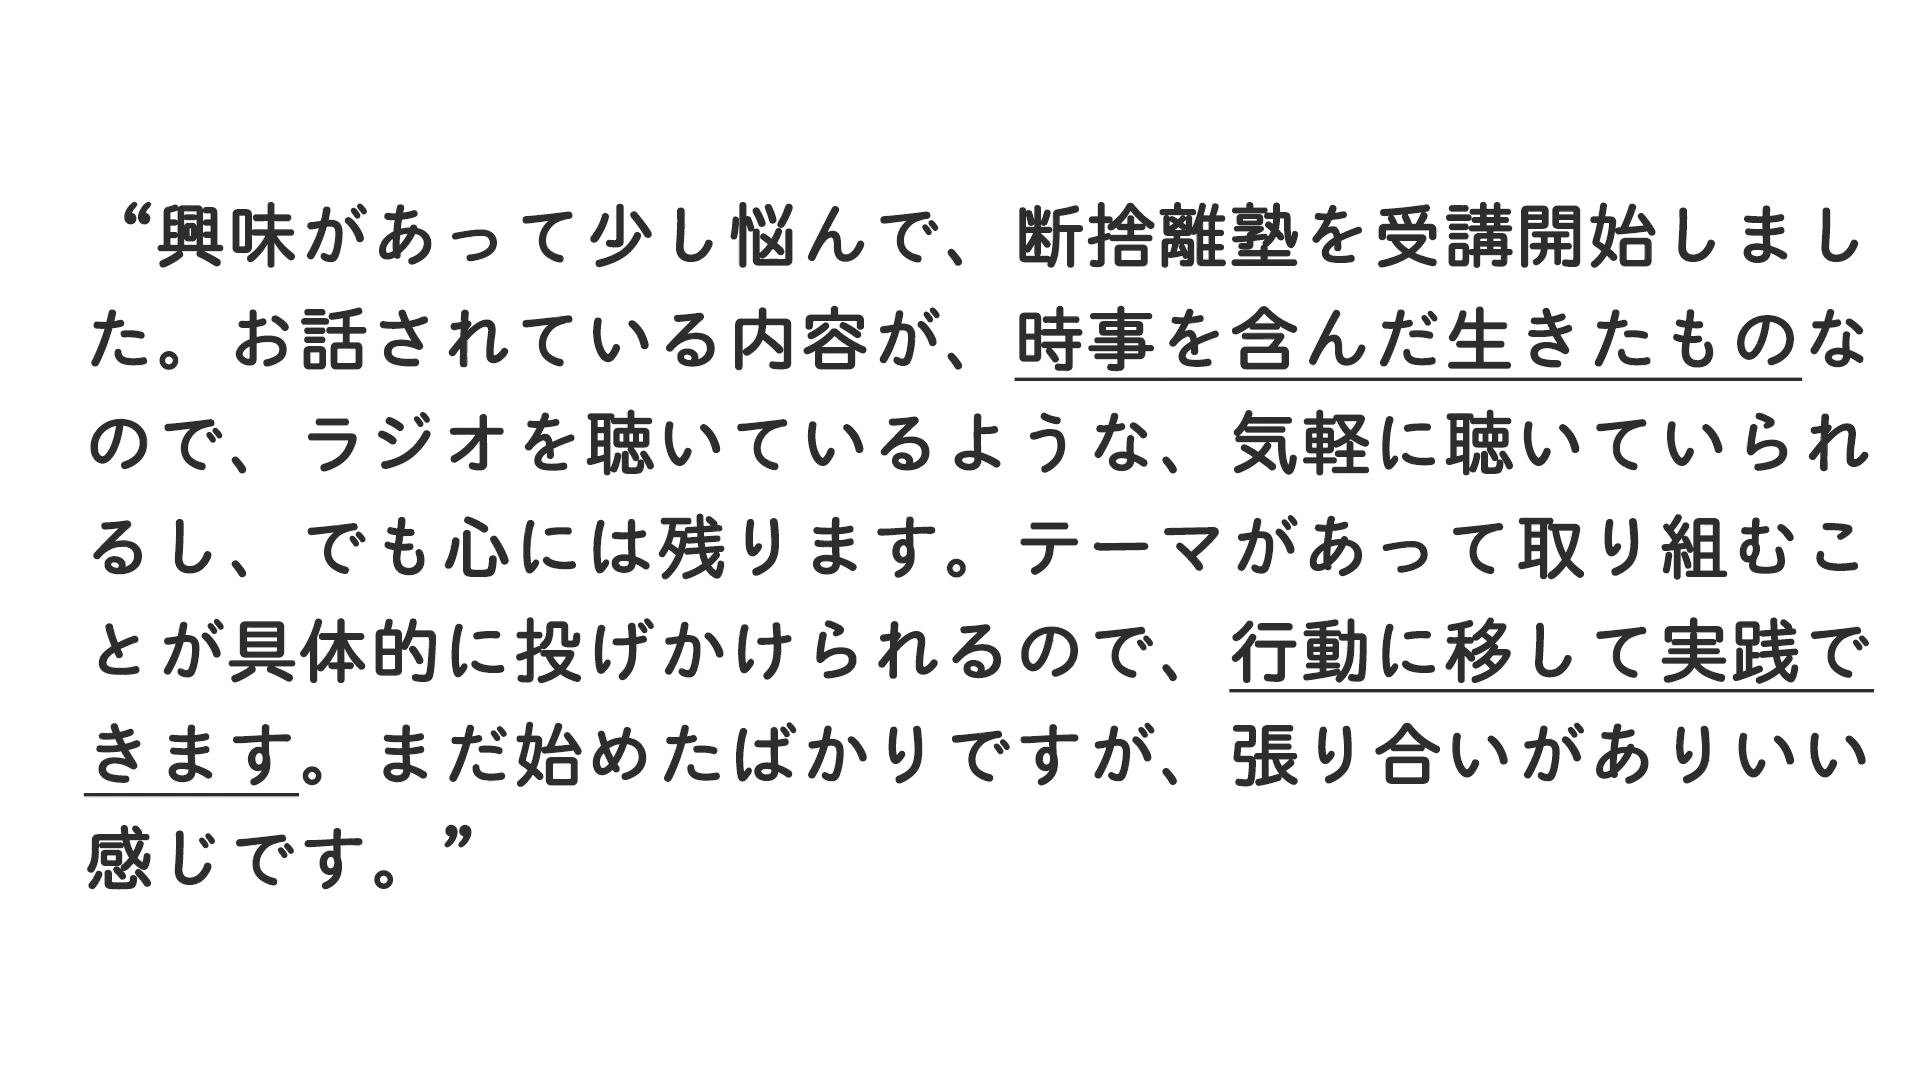 “興味があって少し悩んで、断捨離塾を受講開始しまし
た。お話されている内容が、時事を含んだ生きたものな
ので、ラジオを聴いているような、気軽に聴いていられ
るし、でも心には残ります。テーマがあって取り組むこ
とが具体的に投げかけられるので、行動に移して実践で
きます。まだ始めたばかりですが、張り合いがありいい
感じです。”